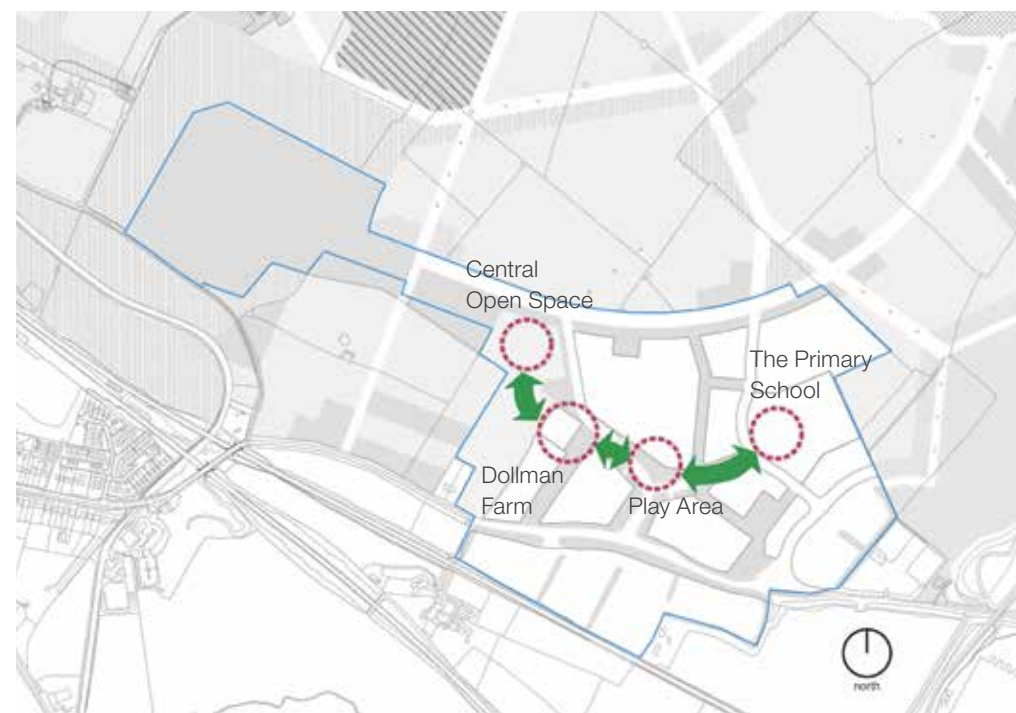 Central
Open Space
The Primary
School
Dollman
Farm
Play Area
north